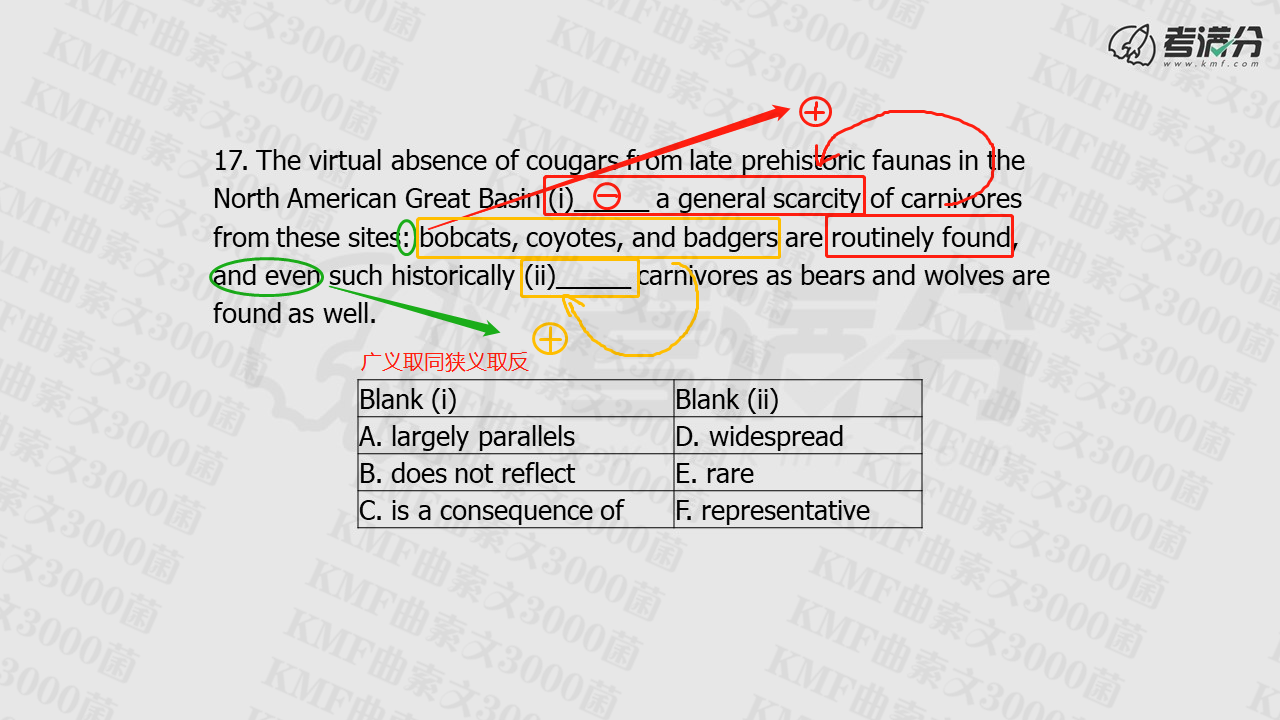 考满分
www.kmf.com
17. The virtual absence of cougars from late prehistoric faunas in the
North American Great Basin (i)______ a general scarcity of carnivores
from these sites: bobcats, coyotes, and badgers are routinely found,
and even such historically (ii)______ carnivores as bears and wolves are
found as well.
广义取同狭义取反
Blank (i) Blank (ii)
A. largely parallels D. widespread
B. does not reflect E. rare
C. is a consequence of F. representative
KMF曲索文3000菌